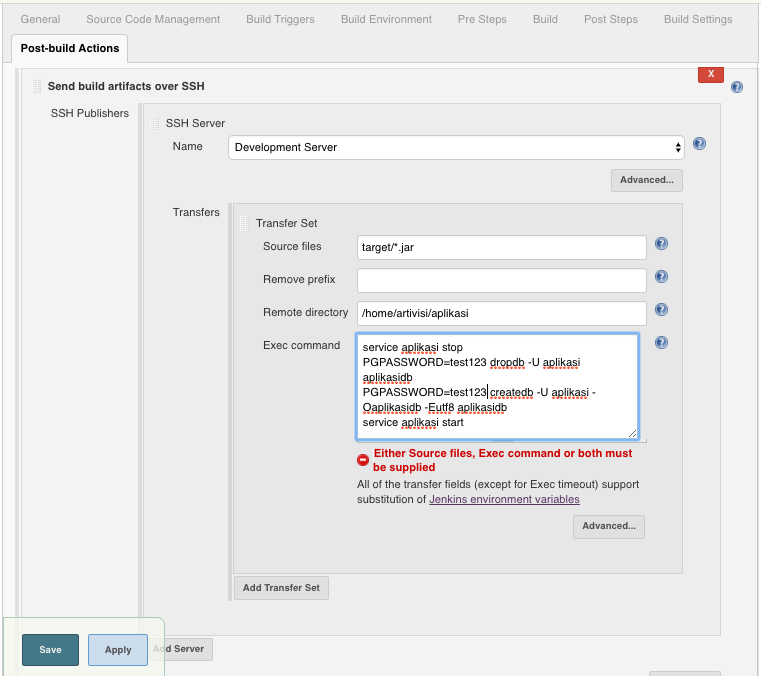 General Source Code Management Build Triggers Build Environment Pre Steps Build Post Steps Build Settings
Post-build Actions
Send build artifacts over SSH
X
SSH Publishers
SSH Server
Name
Development Server
Advanced...
Transfers
Transfer Set
Source files
target/*.jar
Remove prefix
Remote directory
/home/artivisi/aplikasi
Exec command
service aplikasi stop
PGPASSWORD=test123 dropdb -U aplikasi
aplikasidb
PGPASSWORD=test123 createdb -U aplikasi -
Oaplikasidb -Eutf8 aplikasidb
service aplikasi start
Either Source files, Exec command or both must
be supplied
All of the transfer fields (except for Exec timeout) support
substitution of Jenkins environment variables
Advanced...
Add Transfer Set
Save
Apply
Add Server